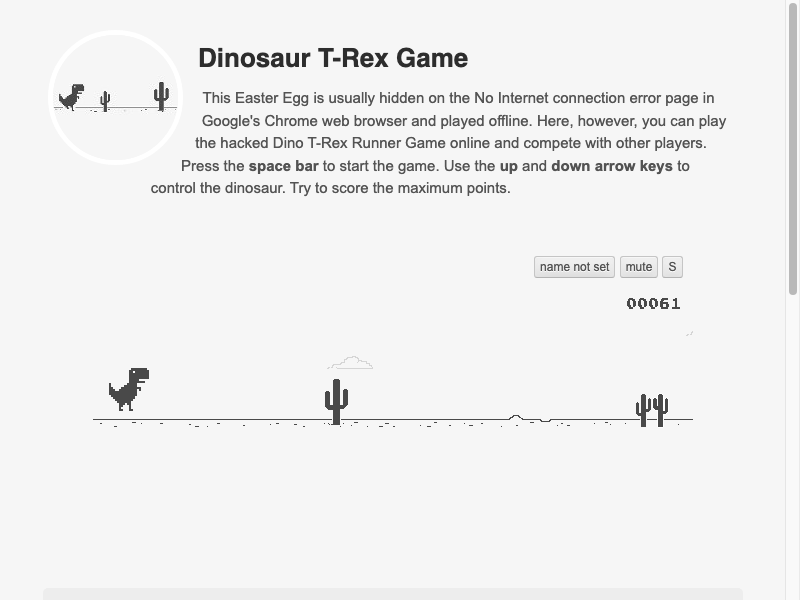 Dinosaur T-Rex Game
This Easter Egg is usually hidden on the No Internet connection error page in
Google's Chrome web browser and played offline. Here, however, you can play
the hacked Dino T-Rex Runner Game online and compete with other players.
Press the space bar to start the game. Use the up and down arrow keys to
control the dinosaur. Try to score the maximum points.
name not set mute S
00061